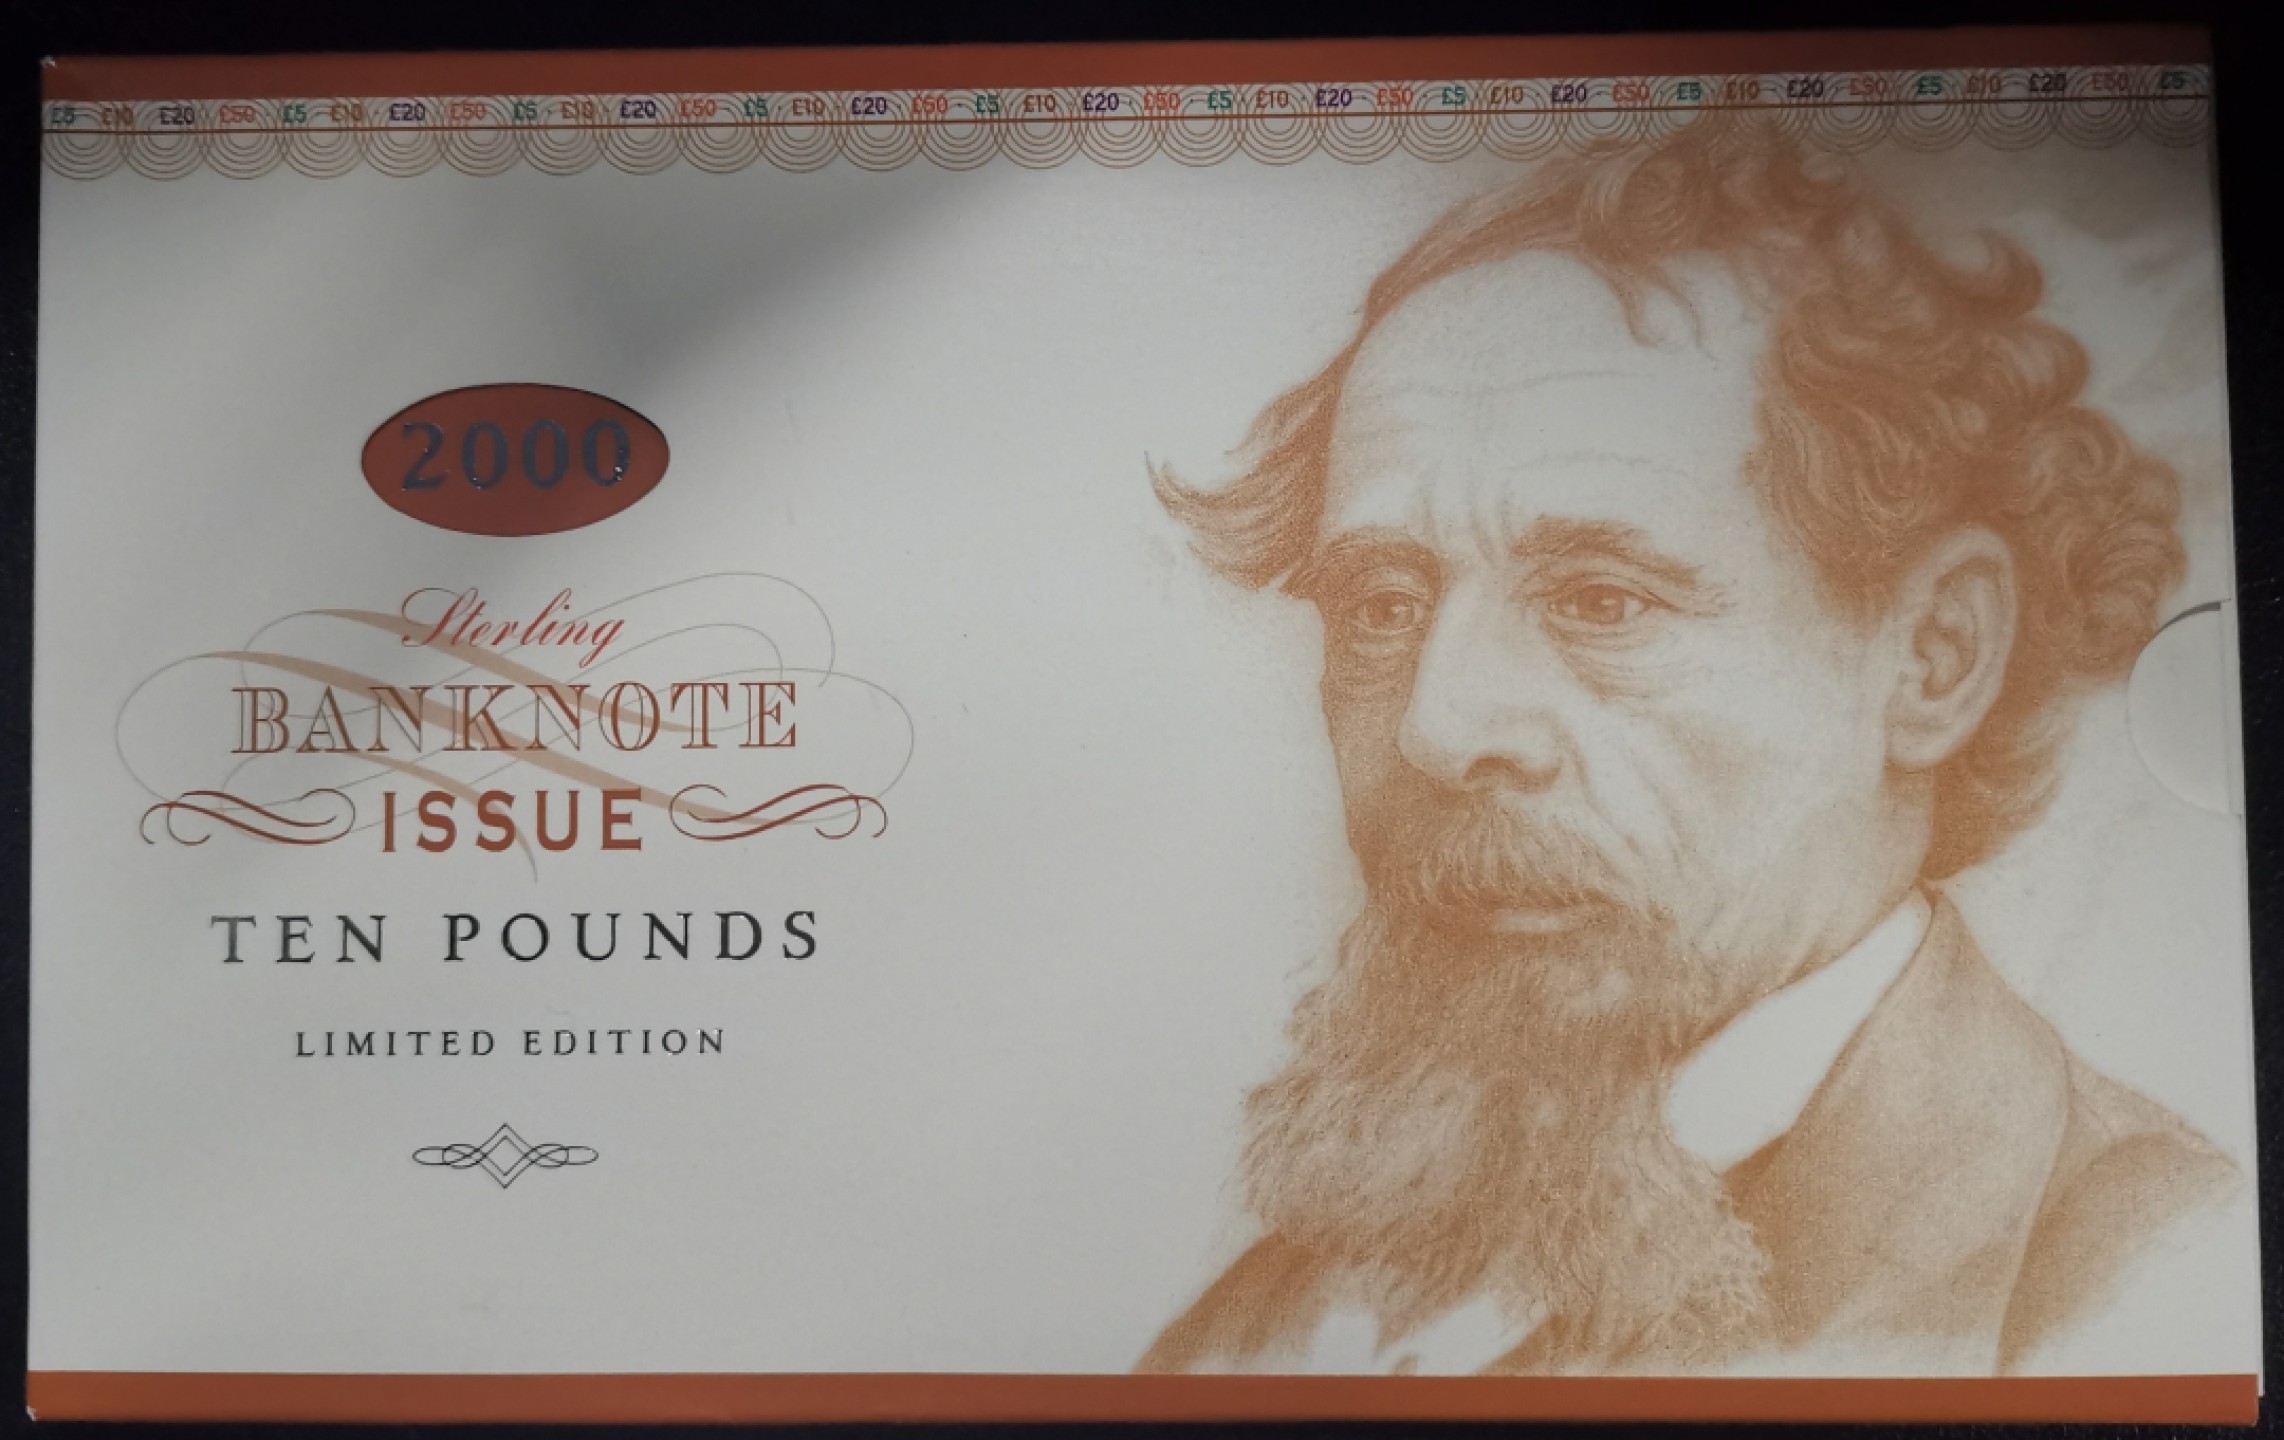 £5 · £10 · £20 · £50 · £5 · £10 · £20 · £50 · £5 · £10 · £20 · £50 · £5 · £10 · £20 · £50 · £5 · £10 · £20 · £50 · £5 · £10 · £20 · £50 · £5 · £10 · £20 · £50 · £5 · £10 · £20 · £50 · £5 · £10 · £20 · £50 · £5
2000
Sterling
BANKNOTE
ISSUE
TEN POUNDS
LIMITED EDITION